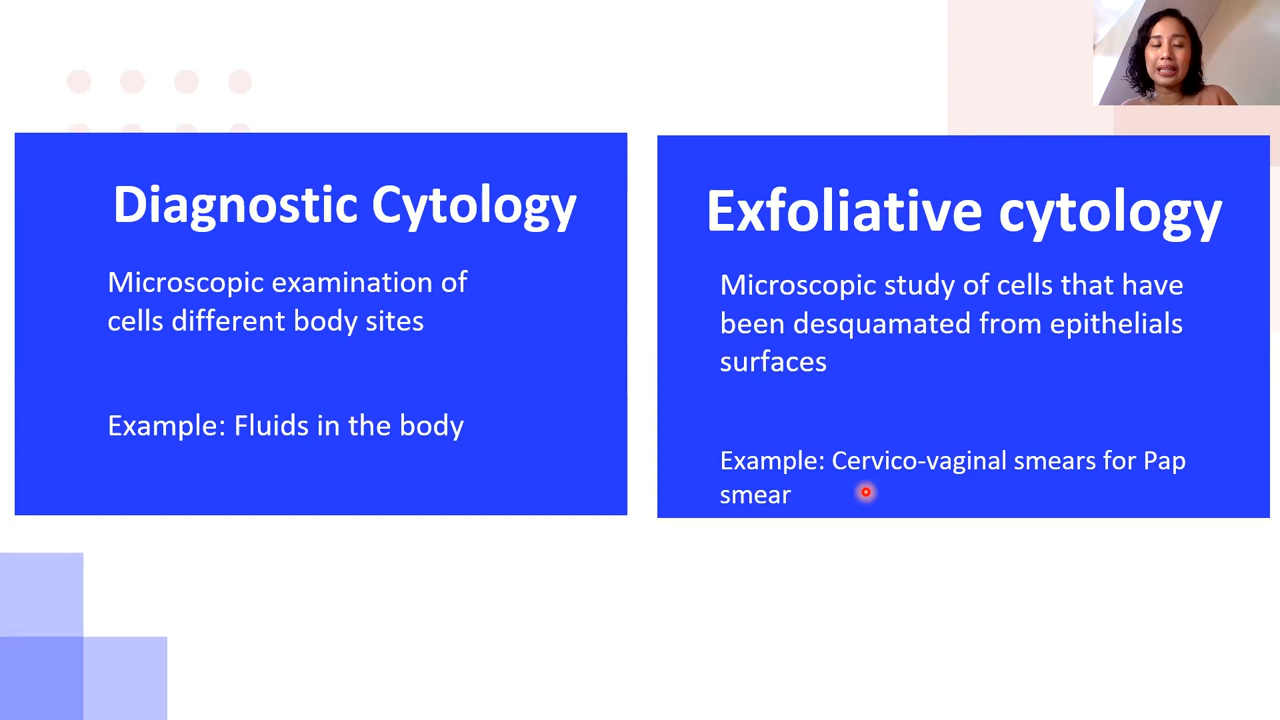 Diagnostic Cytology
Microscopic examination of
cells different body sites
Example: Fluids in the body
Exfoliative cytology
Microscopic study of cells that have
been desquamated from epithelials
surfaces
Example: Cervico-vaginal smears for Pap
smear